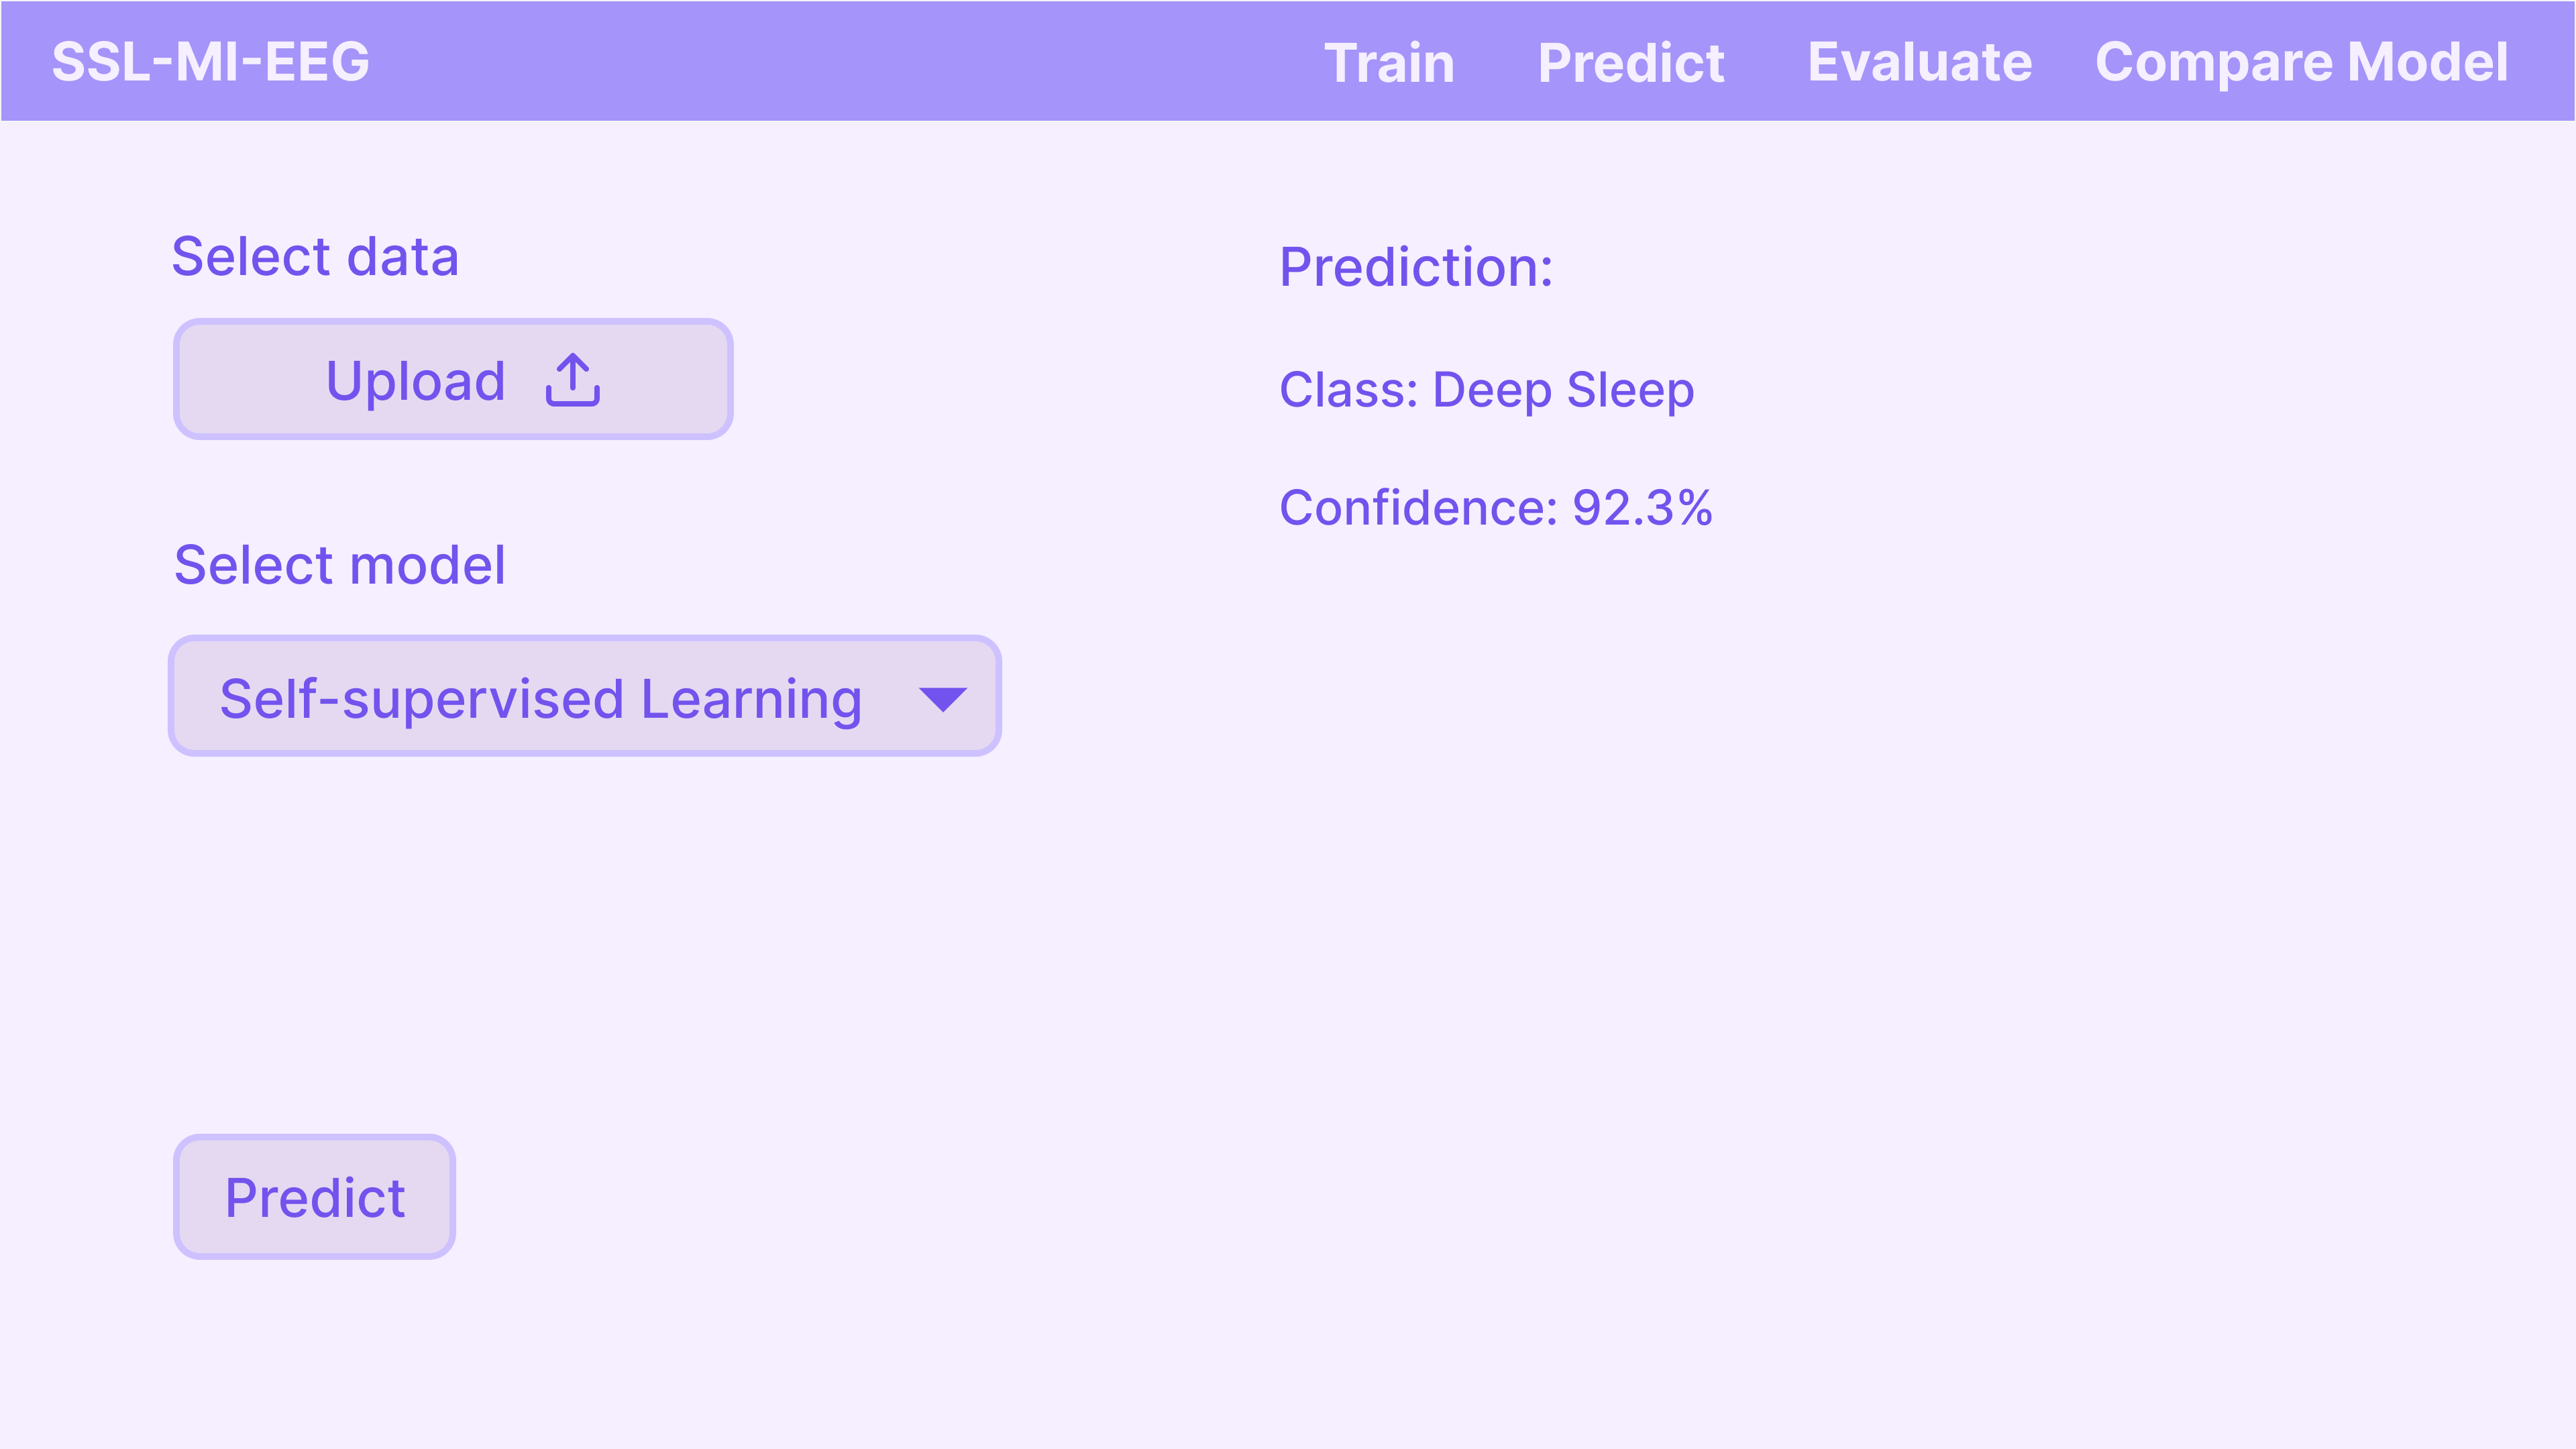 SSL-MI-EEG
Train Predict Evaluate Compare Model
Select data
Upload
Select model
Self-supervised Learning
Predict
Prediction:
Class: Deep Sleep
Confidence: 92.3%